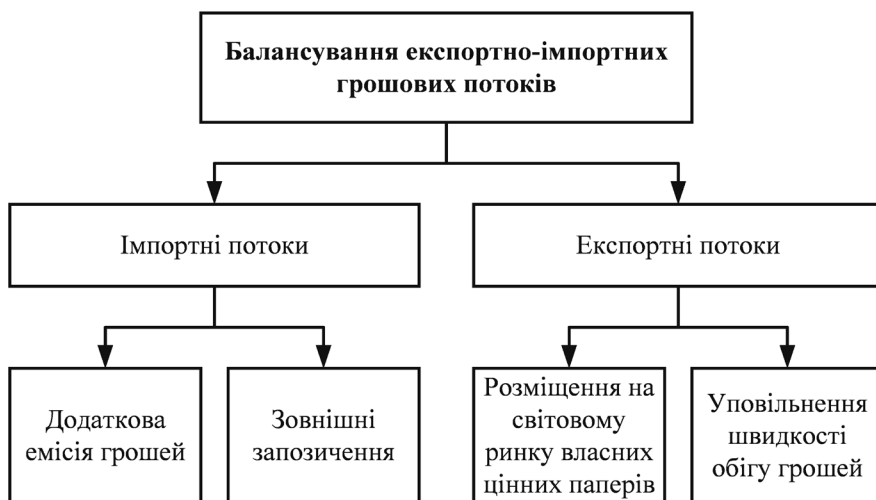 Балансування експортно-імпортних
грошових потоків
Імпортні потоки
Експортні потоки
Додаткова
емісія грошей
Зовнішні
запозичення
Розміщення на
світовому
ринку власних
цінних паперів
Уповільнення
швидкості
обігу грошей